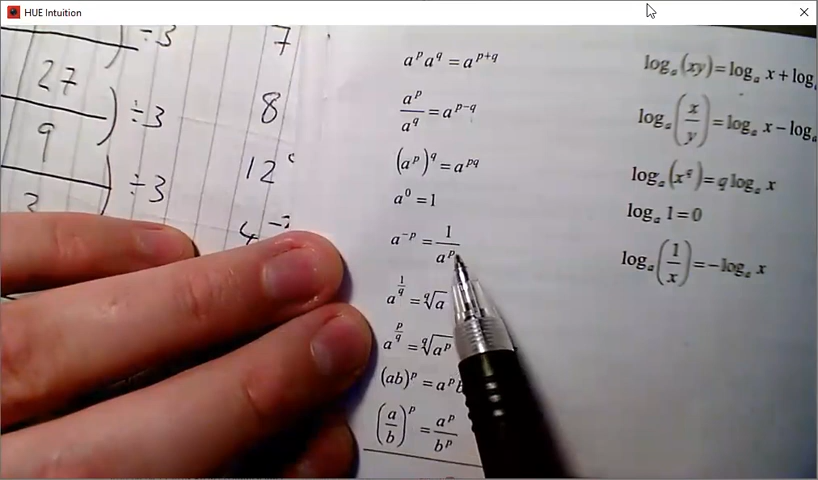 HUE Intuition
÷3
27
÷3
9
÷3
7
8
12
4
a^p a^q = a^{p+q}
a^p/a^q = a^{p-q}
(a^p)^q = a^{pq}
a^0 = 1
a^{-p} = 1/a^p
a^{1/q} = ^q√a
a^{p/q} = ^q√a^p
(ab)^p = a^p
(a/b)^p = a^p/b^p
log_a(xy)=log_a x+log
log_a(x/y)=log_a x-log_a
log_a(x^q)=q log_a x
log_a 1=0
log_a(1/x)=-log_a x